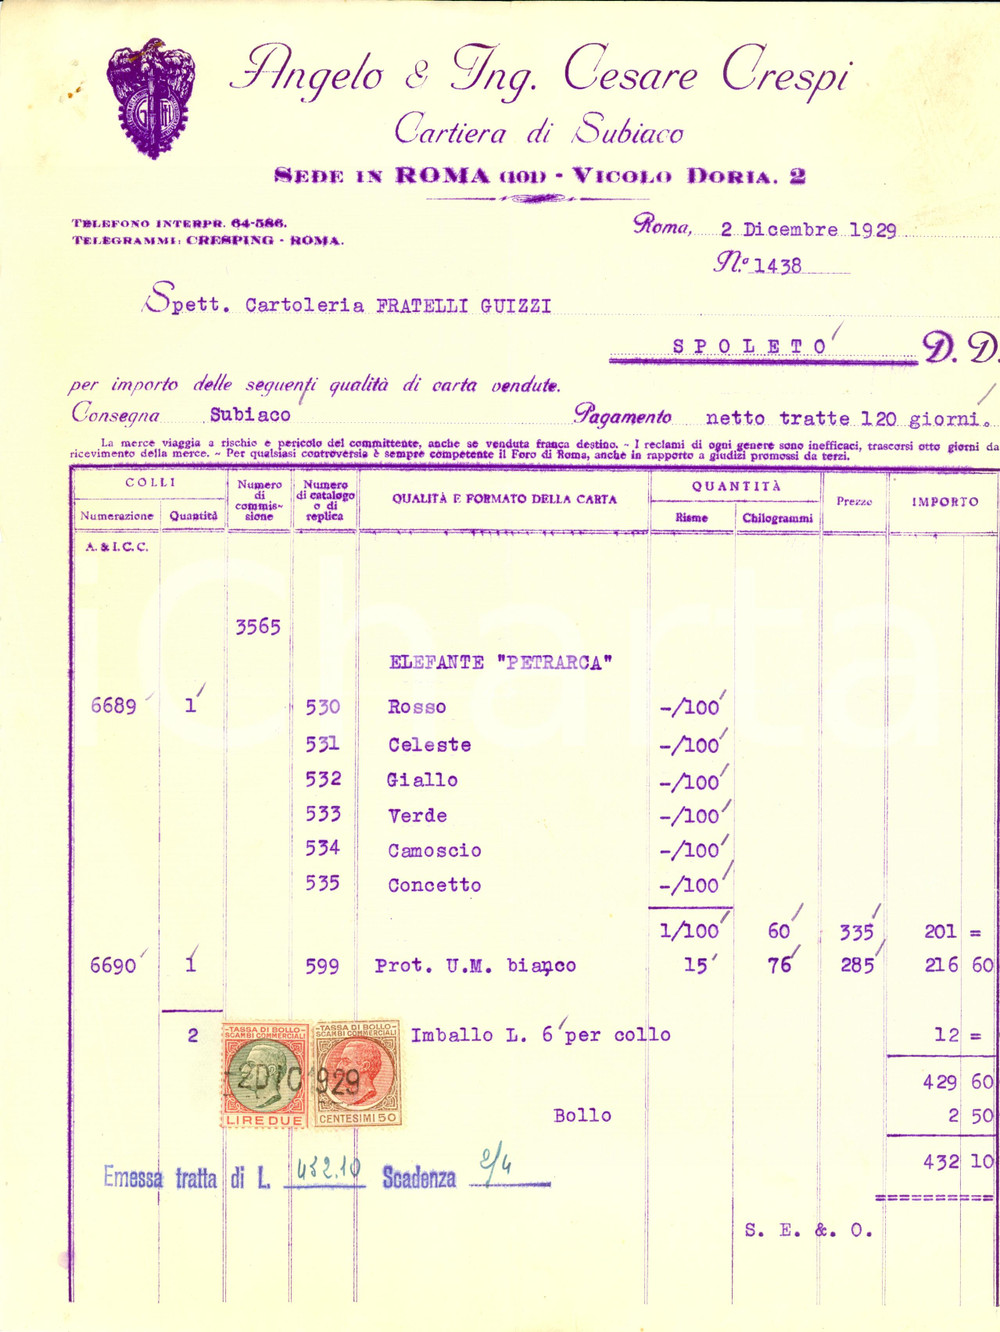 Angelo & Ing. Cesare Crespi
Cartiera di Subiaco
SEDE IN ROMA (101) - VICOLO DORIA. 2
TELEFONO INTERPR. 64-586.
TELEGRAMMI: CRESPING - ROMA.
Roma, 2 Dicembre 1929
N.º 1438
Spett. Cartoleria FRATELLI GUIZZI
SPOLETO D. D.
per importo delle seguenti qualità di carta vendute.
Consegna Subiaco Pagamento netto tratte 120 giorni.
La merce viaggia a rischio e pericolo del committente, anche se venduta franca destino. - I reclami di ogni genere sono inefficaci, trascorsi otto giorni da
ricevimento della merce. - Per qualsiasi controversia è sempre competente il Foro di Roma, anche in rapporto a giudizi promossi da terzi.
COLLI Numero di commissione Numero di catalogo o di replica QUALITÀ E FORMATO DELLA CARTA QUANTITÀ Prezzo IMPORTO
Numerazione Quantità Risme Chilogrammi
A. & I. C. C.
3565
ELEFANTE "PETRARCA"
6689 1 530 Rosso -/100
531 Celeste -/100
532 Giallo -/100
533 Verde -/100
534 Camoscio -/100
535 Concetto -/100
1/100 60 335 201 =
6690 1 599 Prot. U.M. bianco 15 76 285 216 60
2 Imballo L. 6 per collo 12 =
TASSA DI BOLLO
SCAMBI COMMERCIALI
LIRE DUE
TASSA DI BOLLO
SCAMBI COMMERCIALI
CENTESIMI 50
-2 DIC 1929
429 60
Bollo 2 50
432 10
Emessa tratta di L. 432.10 Scadenza 2/4
S. E. &. O.
iCharta